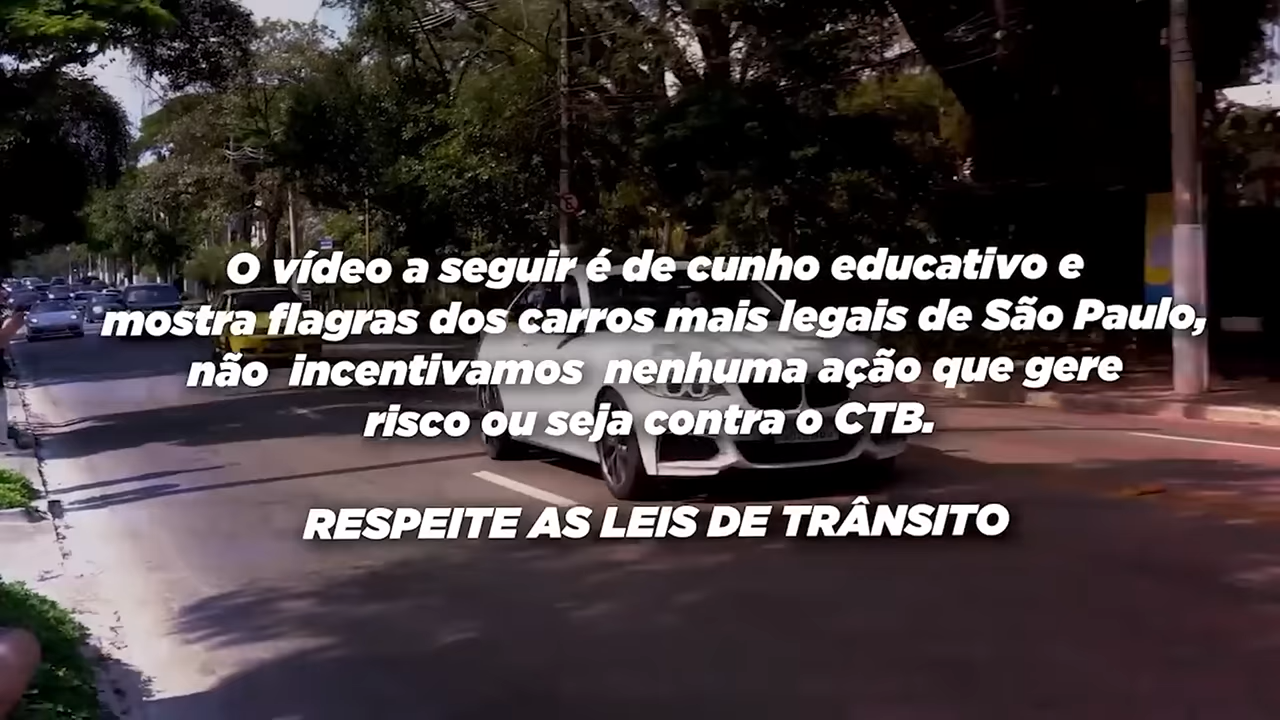 O vídeo a seguir é de cunho educativo e
mostra flagras dos carros mais legais de São Paulo,
não incentivamos nenhuma ação que gere
risco ou seja contra o CTB.
RESPEITE AS LEIS DE TRÂNSITO